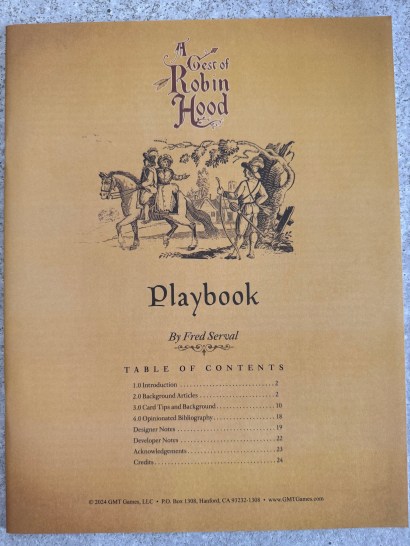 A
Gest of
Robin
Hood
Playbook
By Fred Serval
TABLE OF CONTENTS
1.0 Introduction . . . . . . . . . . . . . . . . . . . . . . . . . . . 2
2.0 Background Articles . . . . . . . . . . . . . . . . . . . . . 2
3.0 Card Tips and Background . . . . . . . . . . . . . . . 10
4.0 Opinionated Bibliography. . . . . . . . . . . . . . . . 18
Designer Notes . . . . . . . . . . . . . . . . . . . . . . . . . . 19
Developer Notes . . . . . . . . . . . . . . . . . . . . . . . . . 22
Acknowledgements . . . . . . . . . . . . . . . . . . . . . . . 23
Credits. . . . . . . . . . . . . . . . . . . . . . . . . . . . . . . . 24
© 2024 GMT Games, LLC • P.O. Box 1308, Hanford, CA 93232-1308 • www.GMTGames.com